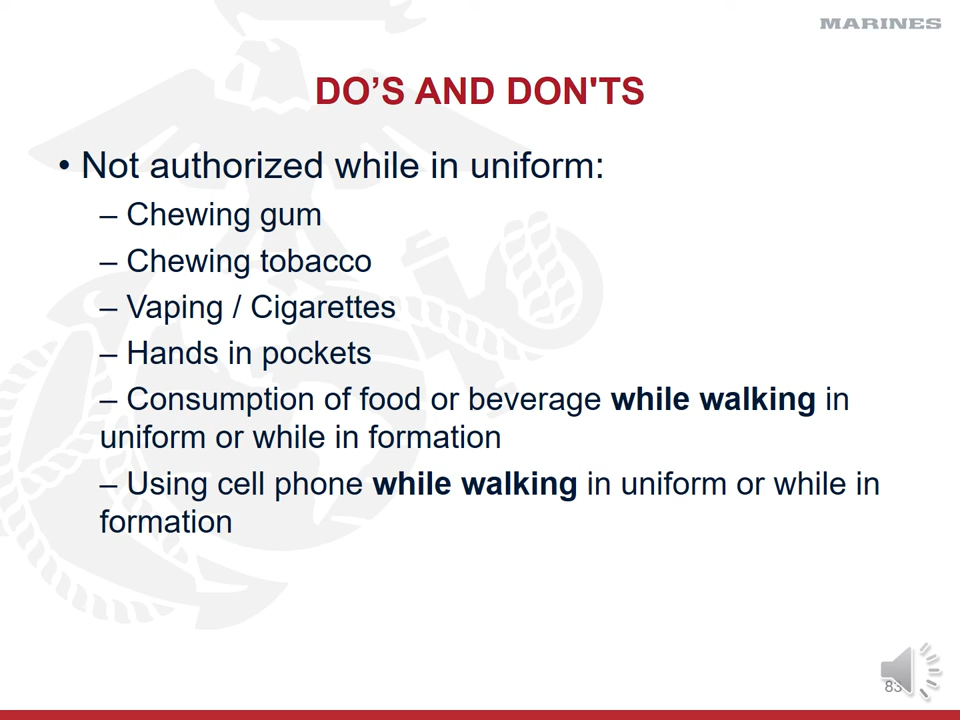 MARINES
DO’S AND DON'TS
• Not authorized while in uniform:
– Chewing gum
– Chewing tobacco
– Vaping / Cigarettes
– Hands in pockets
– Consumption of food or beverage while walking in
uniform or while in formation
– Using cell phone while walking in uniform or while in
formation
83